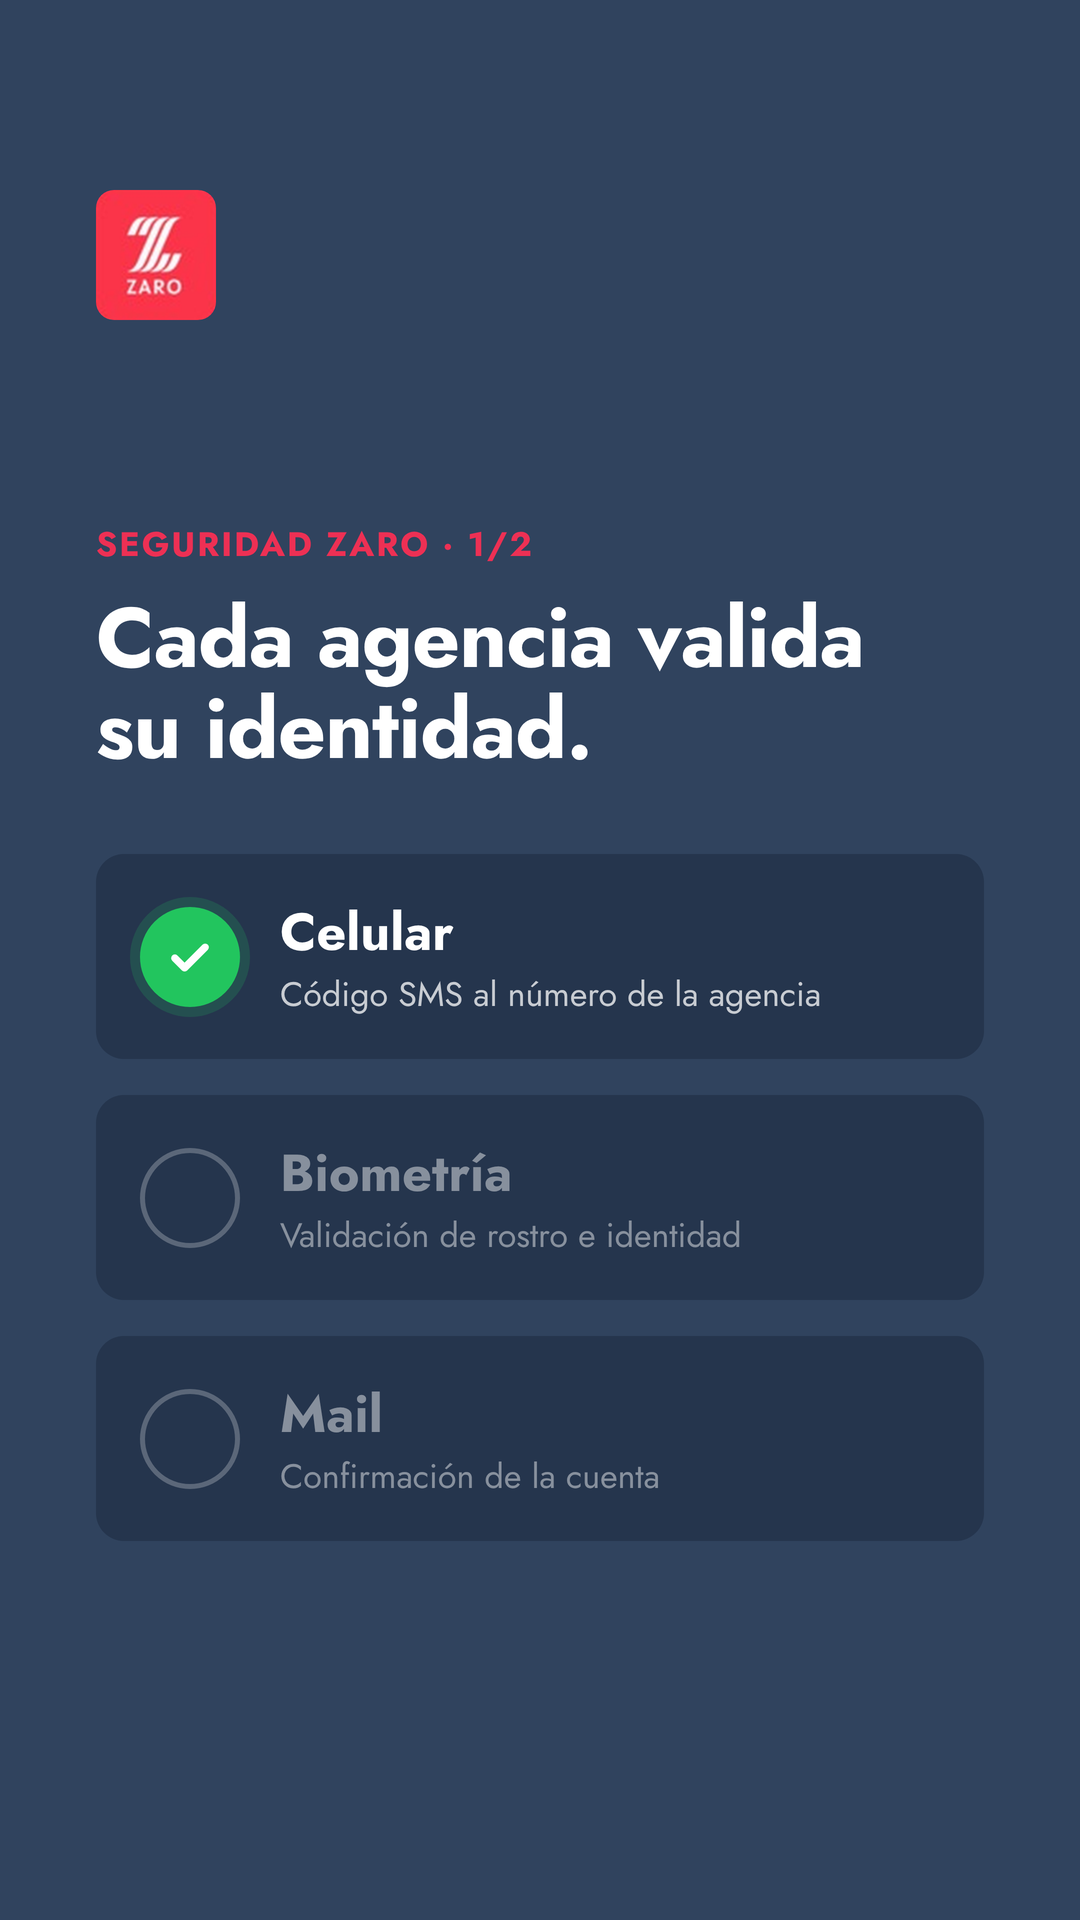 ZARO
SEGURIDAD ZARO · 1/2
Cada agencia valida
su identidad.
Celular
Código SMS al número de la agencia
Biometría
Validación de rostro e identidad
Mail
Confirmación de la cuenta